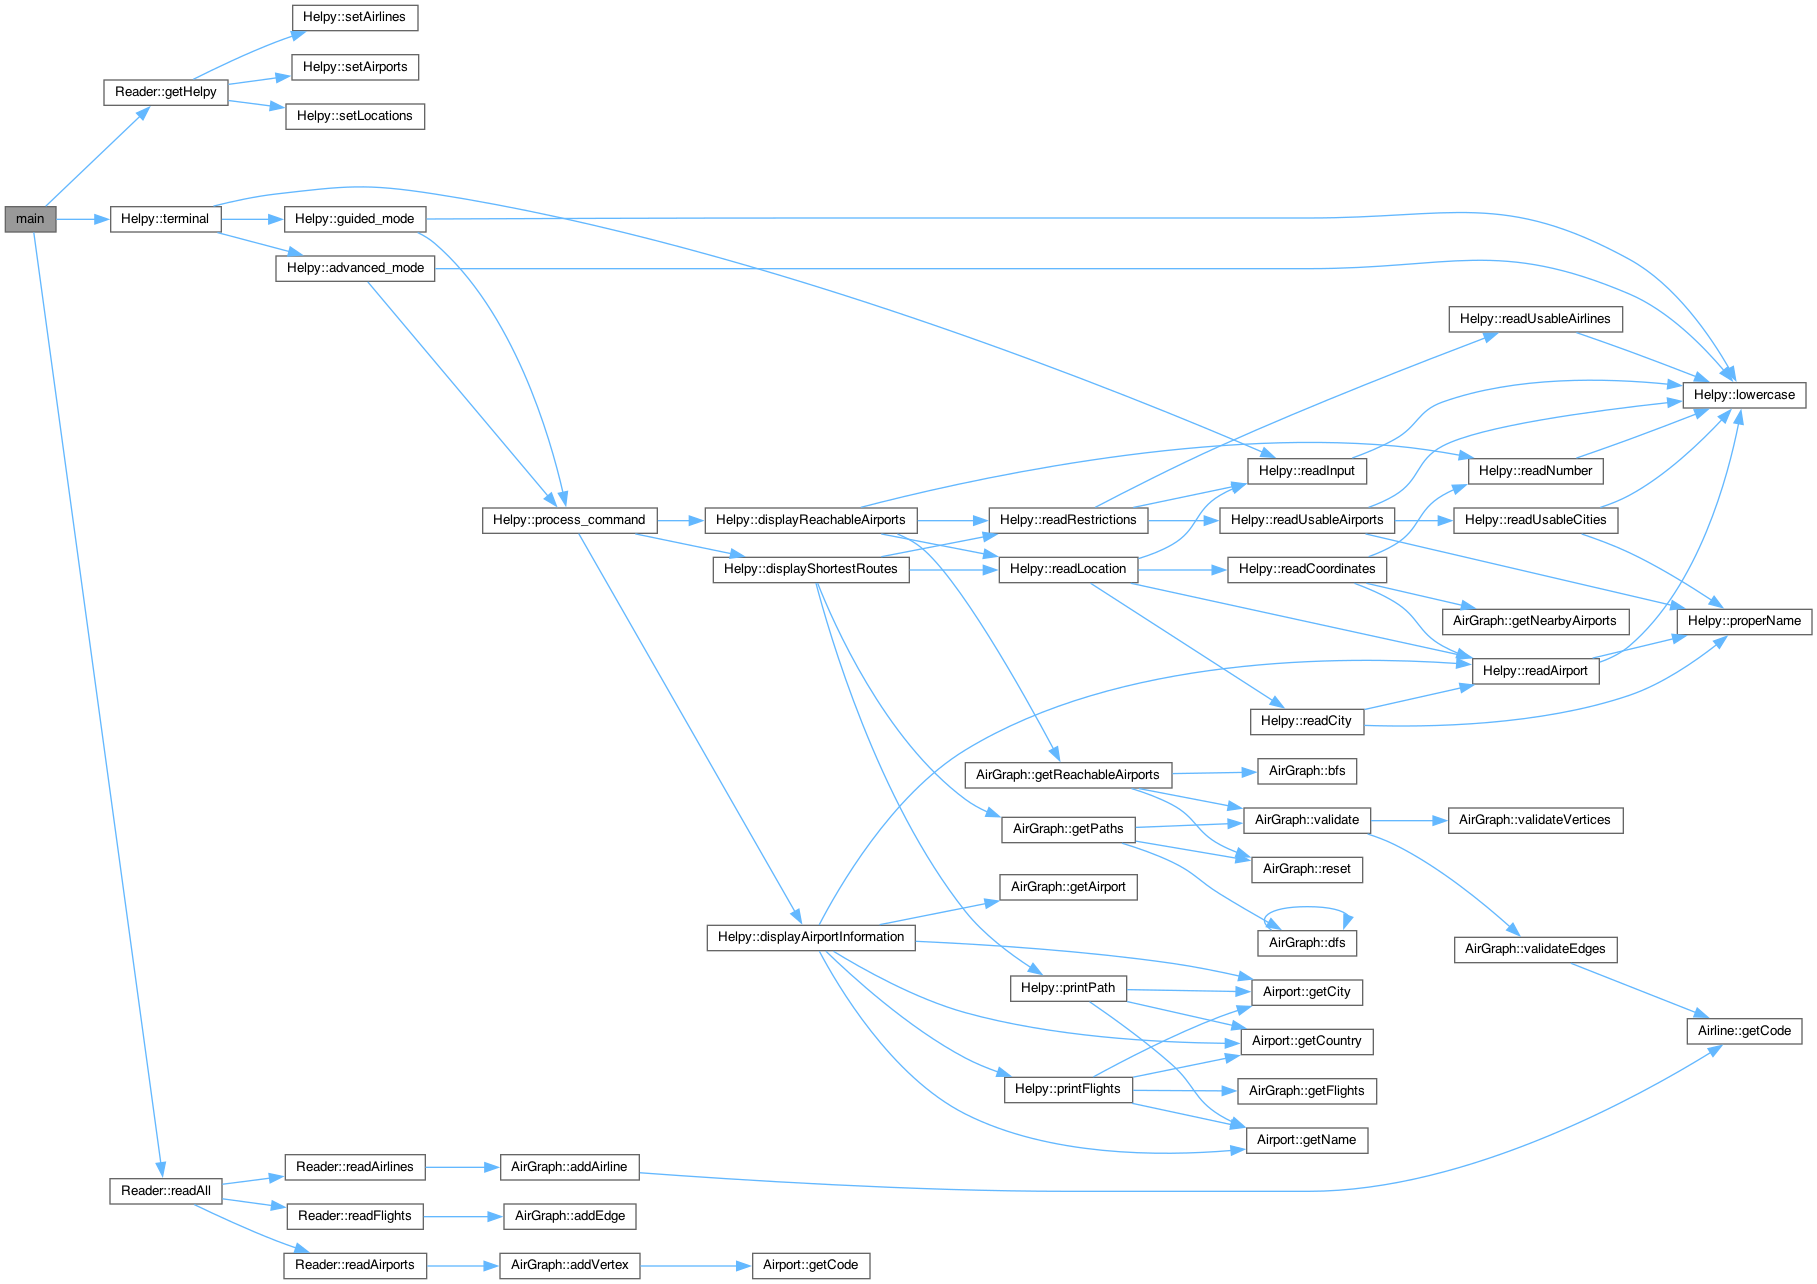 Helpy::setAirlines
Helpy::setAirports
Reader::getHelpy
Helpy::setLocations
main
Helpy::terminal
Helpy::guided_mode
Helpy::advanced_mode
Helpy::readUsableAirlines
Helpy::lowercase
Helpy::readInput
Helpy::readNumber
Helpy::process_command
Helpy::displayReachableAirports
Helpy::readRestrictions
Helpy::readUsableAirports
Helpy::readUsableCities
Helpy::displayShortestRoutes
Helpy::readLocation
Helpy::readCoordinates
AirGraph::getNearbyAirports
Helpy::properName
Helpy::readAirport
Helpy::readCity
AirGraph::getReachableAirports
AirGraph::bfs
AirGraph::getPaths
AirGraph::validate
AirGraph::validateVertices
AirGraph::reset
AirGraph::getAirport
Helpy::displayAirportInformation
AirGraph::dfs
AirGraph::validateEdges
Helpy::printPath
Airport::getCity
Airport::getCountry
Airline::getCode
Helpy::printFlights
AirGraph::getFlights
Airport::getName
Reader::readAll
Reader::readAirlines
AirGraph::addAirline
Reader::readFlights
AirGraph::addEdge
Reader::readAirports
AirGraph::addVertex
Airport::getCode